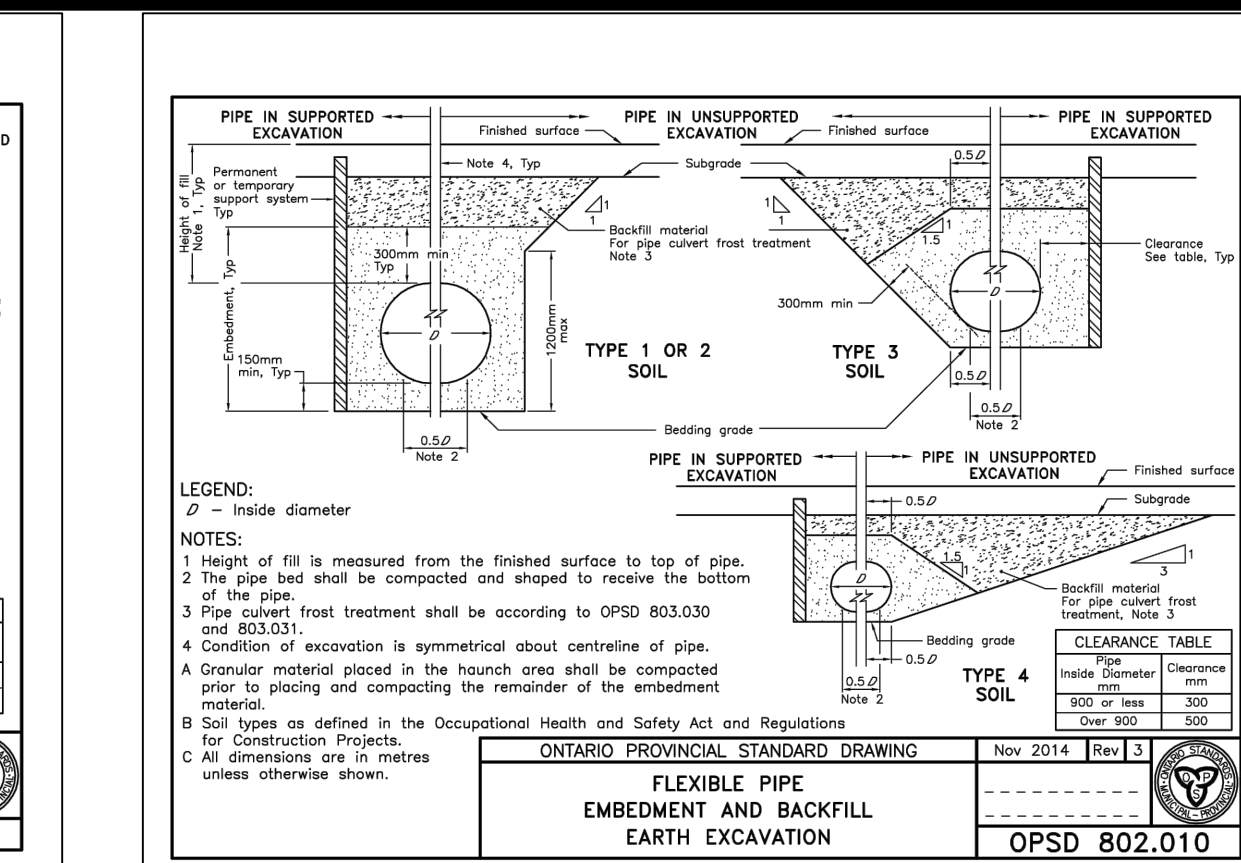 PIPE IN SUPPORTED
EXCAVATION
PIPE IN UNSUPPORTED
EXCAVATION
PIPE IN SUPPORTED
EXCAVATION
Finished surface
Finished surface
Note 4, Typ
Subgrade
0.5D
Height of fill
Note 1, Typ
Permanent
or temporary
support system
Typ
1
1
1
1
Backfill material
For pipe culvert frost treatment
Note 3
1
1.5
Clearance
See table, Typ
300mm min
Typ
Embedment, Typ
D
D
300mm min
1200mm
max
150mm
min, Typ
TYPE 1 OR 2
SOIL
TYPE 3
SOIL
0.5D
0.5D
Note 2
0.5D
Note 2
Bedding grade
PIPE IN SUPPORTED
EXCAVATION
PIPE IN UNSUPPORTED
EXCAVATION
Finished surface
Subgrade
0.5D
1.5
1
1
3
D
Backfill material
For pipe culvert frost
treatment, Note 3
Bedding grade
0.5D
0.5D
Note 2
TYPE 4
SOIL
LEGEND:
D – Inside diameter
NOTES:
1 Height of fill is measured from the finished surface to top of pipe.
2 The pipe bed shall be compacted and shaped to receive the bottom
of the pipe.
3 Pipe culvert frost treatment shall be according to OPSD 803.030
and 803.031.
4 Condition of excavation is symmetrical about centreline of pipe.
A Granular material placed in the haunch area shall be compacted
prior to placing and compacting the remainder of the embedment
material.
B Soil types as defined in the Occupational Health and Safety Act and Regulations
for Construction Projects.
C All dimensions are in metres
unless otherwise shown.
CLEARANCE TABLE
Pipe
Inside Diameter
mm
Clearance
mm
900 or less 300
Over 900 500
ONTARIO PROVINCIAL STANDARD DRAWING
Nov 2014 Rev 3
FLEXIBLE PIPE
EMBEDMENT AND BACKFILL
EARTH EXCAVATION
ONTARIO STANDARDS
MUNICIPAL – PROVINCIAL
OPS
OPSD 802.010
D